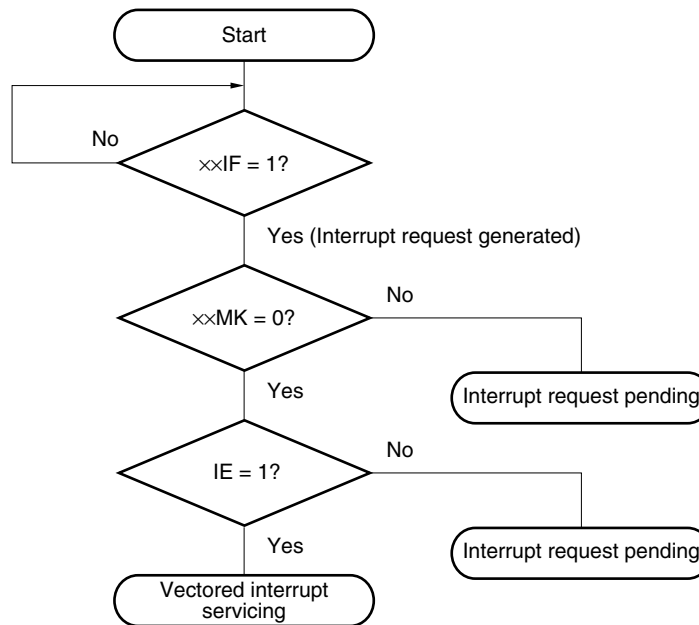 Start
No
××IF = 1?
Yes (Interrupt request generated)
No
××MK = 0?
Yes
Interrupt request pending
No
IE = 1?
Yes
Interrupt request pending
Vectored interrupt
servicing